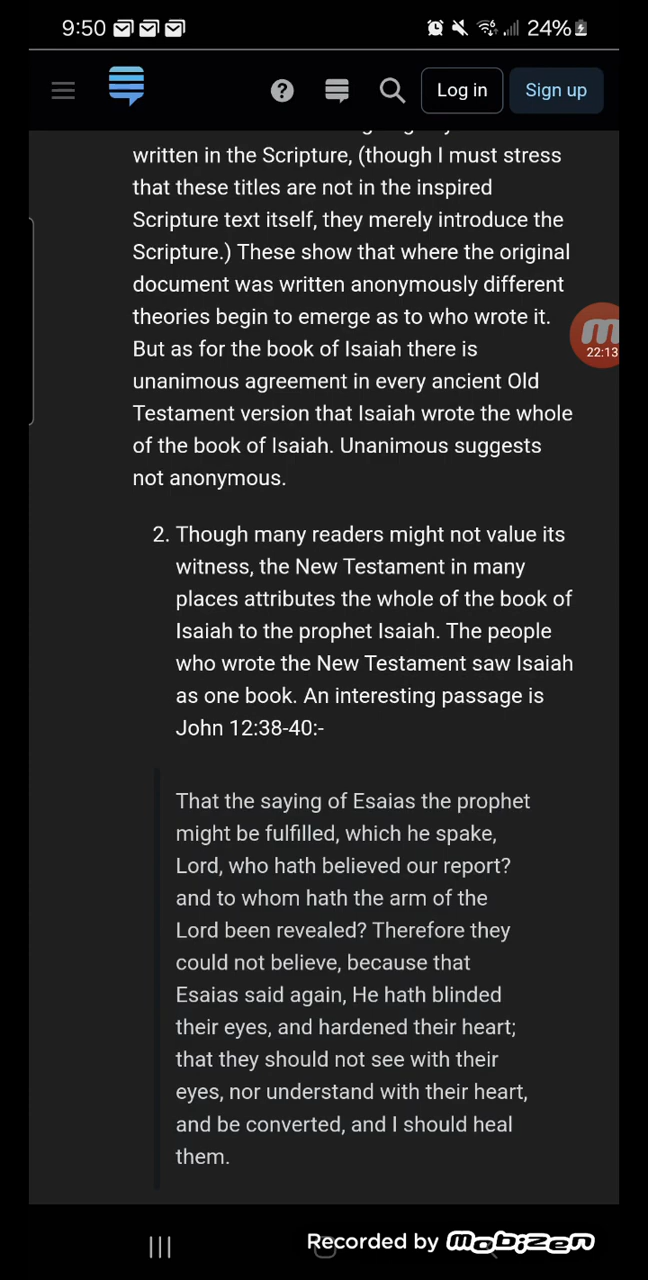 9:50
24%
Log in
Sign up
written in the Scripture, (though I must stress
that these titles are not in the inspired
Scripture text itself, they merely introduce the
Scripture.) These show that where the original
document was written anonymously different
theories begin to emerge as to who wrote it.
But as for the book of Isaiah there is
unanimous agreement in every ancient Old
Testament version that Isaiah wrote the whole
of the book of Isaiah. Unanimous suggests
not anonymous.
22:13
2. Though many readers might not value its
witness, the New Testament in many
places attributes the whole of the book of
Isaiah to the prophet Isaiah. The people
who wrote the New Testament saw Isaiah
as one book. An interesting passage is
John 12:38-40:-
That the saying of Esaias the prophet
might be fulfilled, which he spake,
Lord, who hath believed our report?
and to whom hath the arm of the
Lord been revealed? Therefore they
could not believe, because that
Esaias said again, He hath blinded
their eyes, and hardened their heart;
that they should not see with their
eyes, nor understand with their heart,
and be converted, and I should heal
them.
Recorded by mobizen